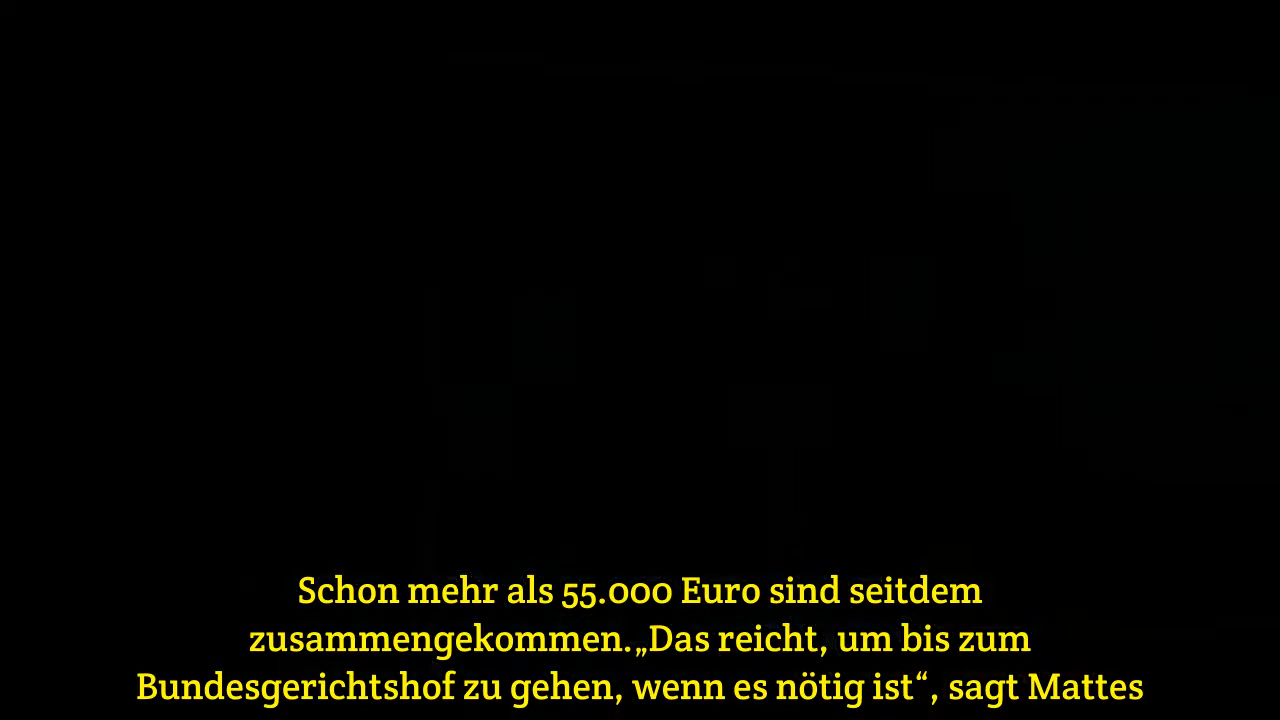 Schon mehr als 55.000 Euro sind seitdem
zusammengekommen.„Das reicht, um bis zum
Bundesgerichtshof zu gehen, wenn es nötig ist“, sagt Mattes